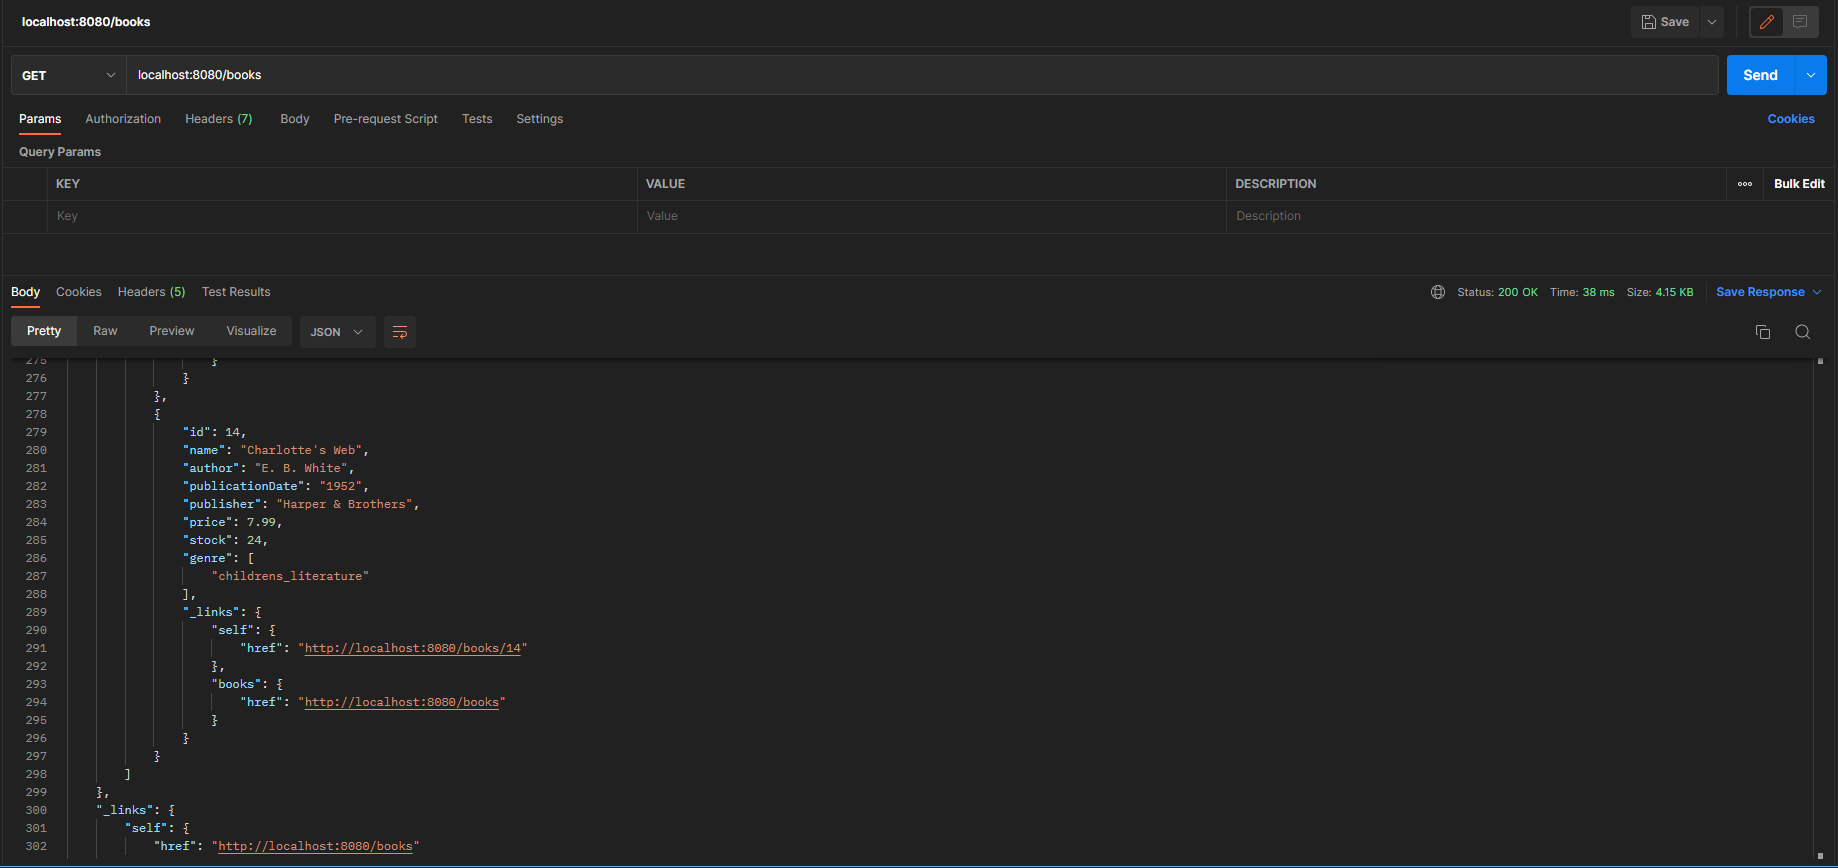 localhost:8080/books
Save
GET
localhost:8080/books
Send
Params Authorization Headers (7) Body Pre-request Script Tests Settings Cookies
Query Params
KEY VALUE DESCRIPTION ooo Bulk Edit
Key Value Description
Body Cookies Headers (5) Test Results Status: 200 OK Time: 38 ms Size: 4.15 KB Save Response
Pretty Raw Preview Visualize JSON
275 }
276 }
277 },
278 {
279 "id": 14,
280 "name": "Charlotte's Web",
281 "author": "E. B. White",
282 "publicationDate": "1952",
283 "publisher": "Harper & Brothers",
284 "price": 7.99,
285 "stock": 24,
286 "genre": [
287 "childrens_literature"
288 ],
289 "_links": {
290 "self": {
291 "href": "http://localhost:8080/books/14"
292 },
293 "books": {
294 "href": "http://localhost:8080/books"
295 }
296 }
297 }
298 ]
299 },
300 "_links": {
301 "self": {
302 "href": "http://localhost:8080/books"